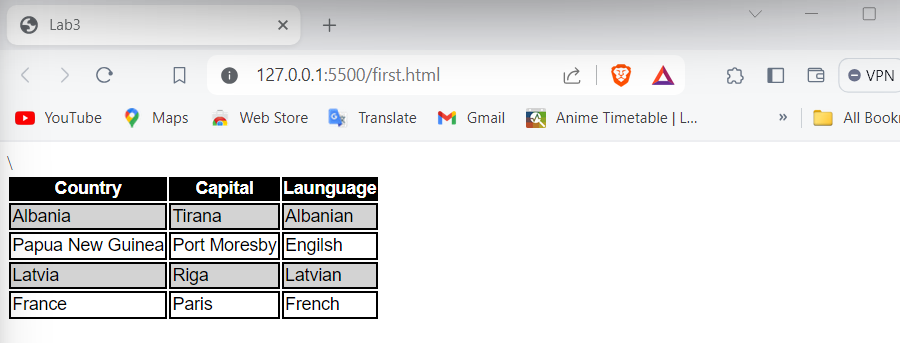 Lab3
127.0.0.1:5500/first.html VPN
YouTube Maps Web Store Translate Gmail Anime Timetable | L... » All Book
\
Country Capital Launguage
Albania Tirana Albanian
Papua New Guinea Port Moresby Engilsh
Latvia Riga Latvian
France Paris French